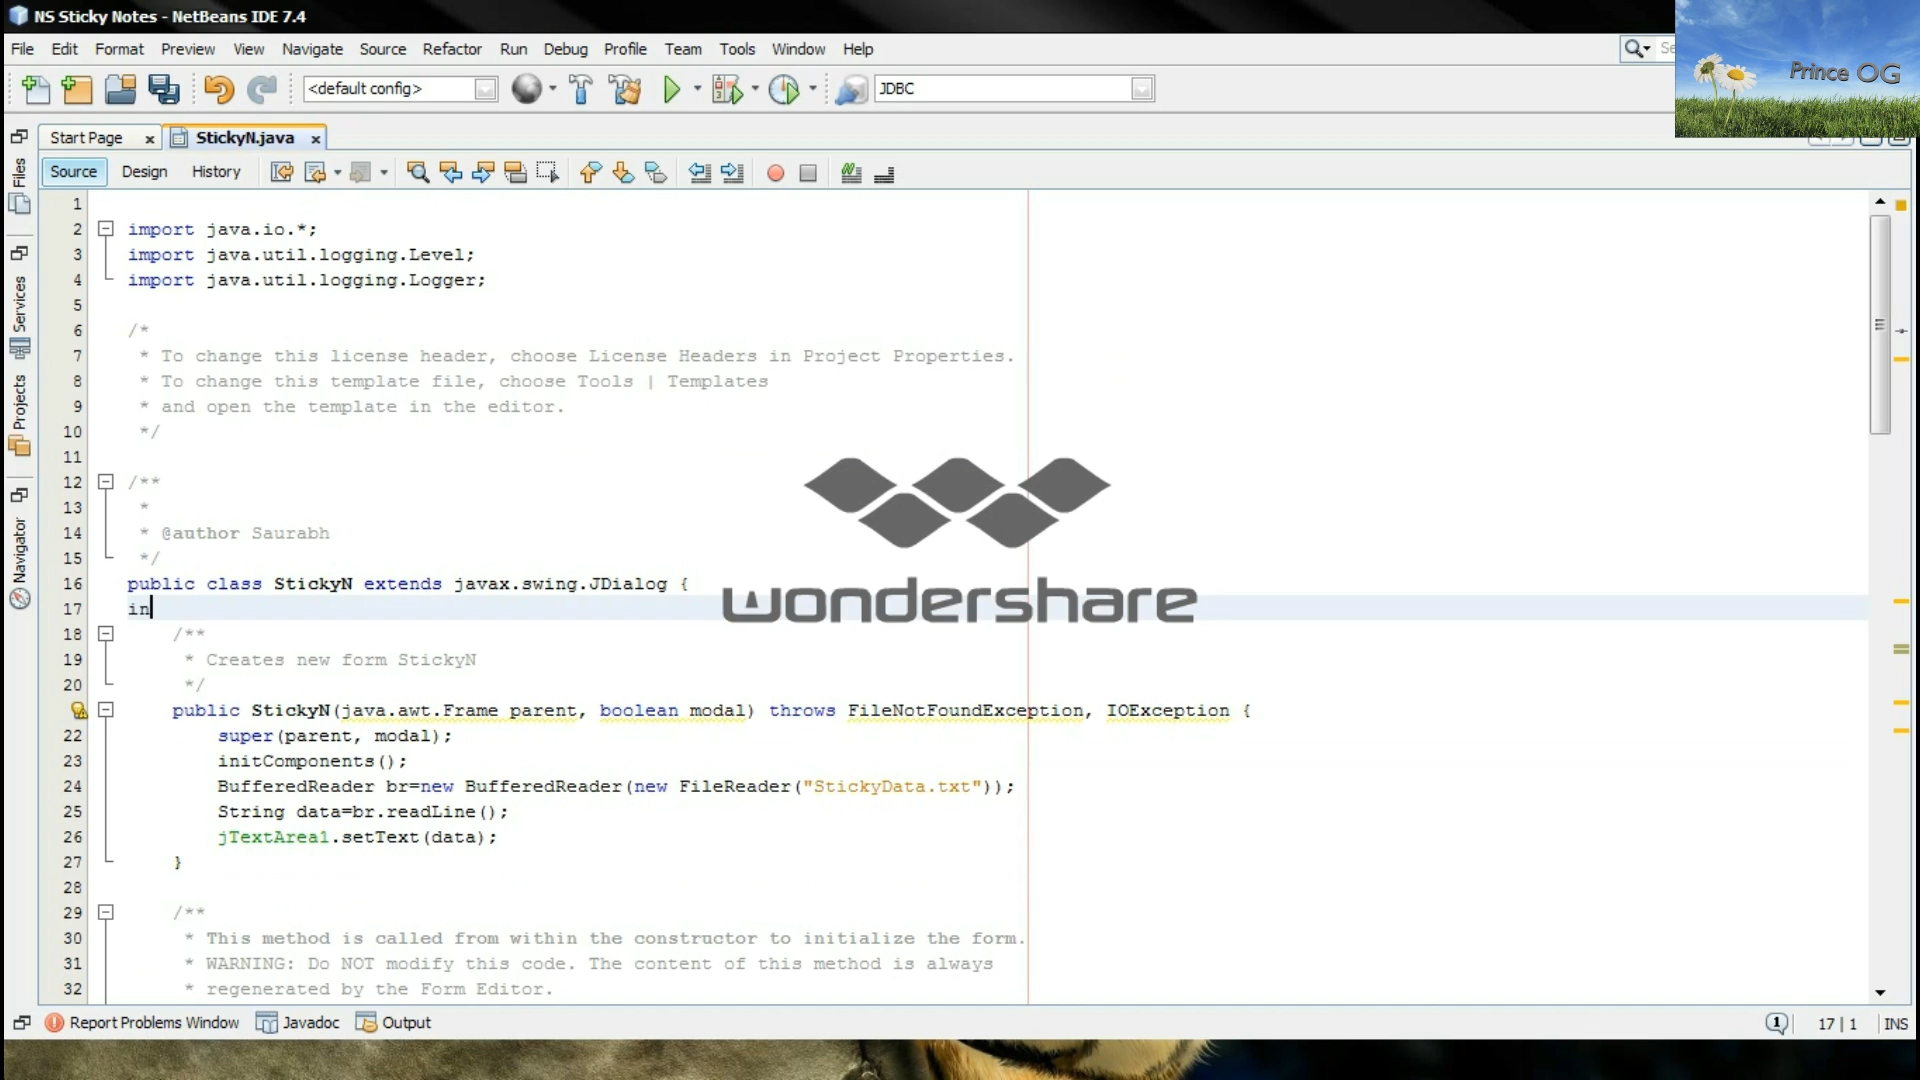 NS Sticky Notes - NetBeans IDE 7.4
File Edit Format Preview View Navigate Source Refactor Run Debug Profile Team Tools Window Help
Prince OG
<default config>
JDBC
Start Page x StickyN.java x
Source Design History
Files
Services
Projects
Navigator
1
2 import java.io.*;
3 import java.util.logging.Level;
4 import java.util.logging.Logger;
5
6 /*
7 * To change this license header, choose License Headers in Project Properties.
8 * To change this template file, choose Tools | Templates
9 * and open the template in the editor.
10 */
11
12 /**
13 *
14 * @author Saurabh
15 */
16 public class StickyN extends javax.swing.JDialog {
17 in
wondershare
18 /**
19 * Creates new form StickyN
20 */
public StickyN(java.awt.Frame parent, boolean modal) throws FileNotFoundException, IOException {
22 super(parent, modal);
23 initComponents();
24 BufferedReader br=new BufferedReader(new FileReader("StickyData.txt"));
25 String data=br.readLine();
26 jTextArea1.setText(data);
27 }
28
29 /**
30 * This method is called from within the constructor to initialize the form.
31 * WARNING: Do NOT modify this code. The content of this method is always
32 * regenerated by the Form Editor.
Report Problems Window Javadoc Output
1 17 | 1 INS